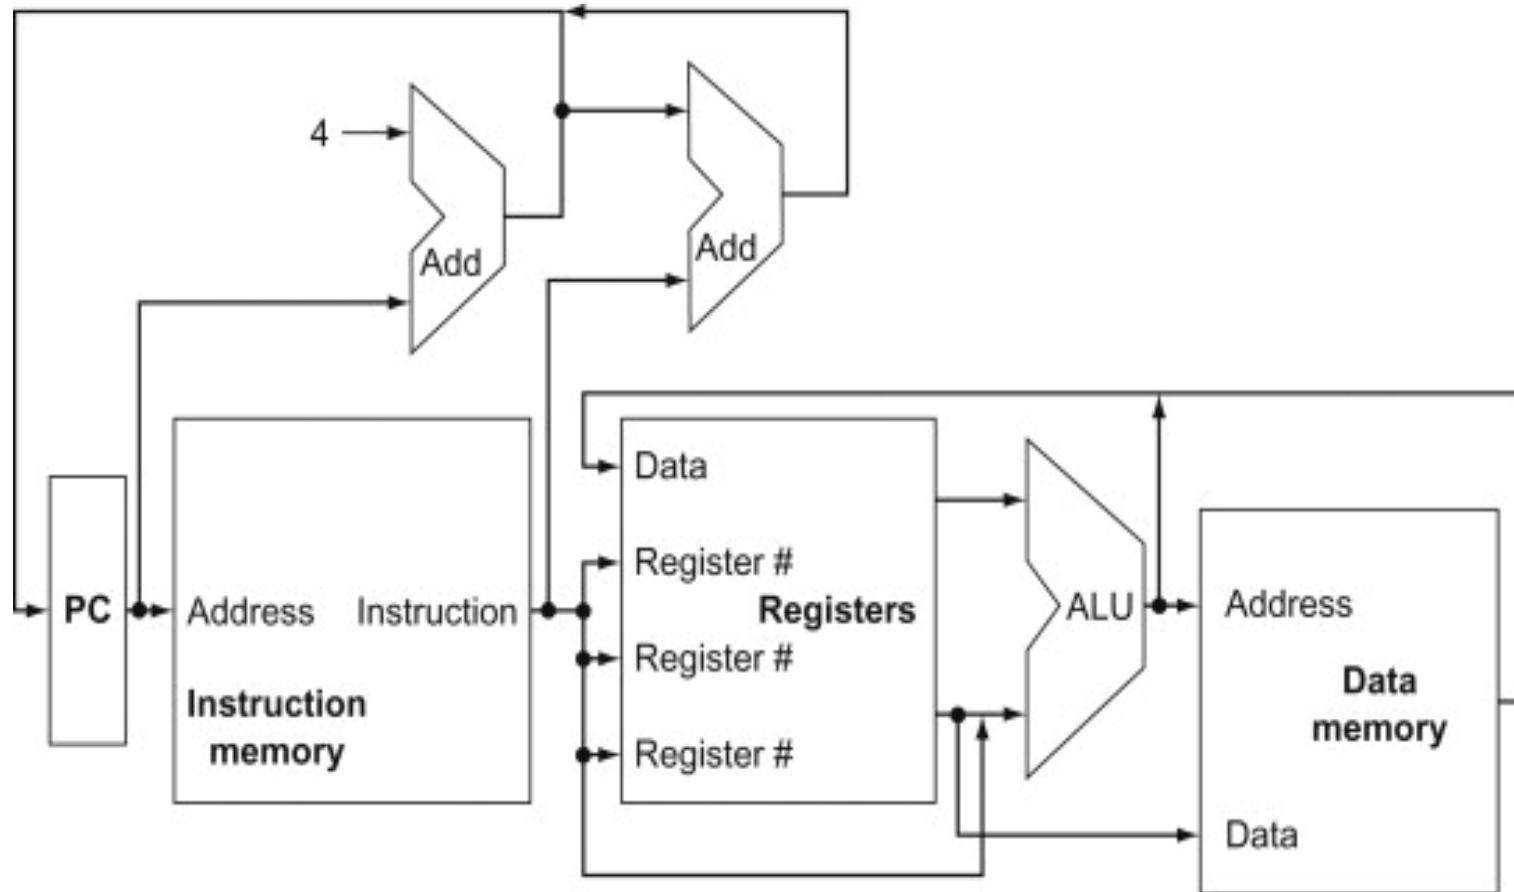 4
Add
Add
Data
Register #
PC
Address
Instruction
Registers
ALU
Address
Register #
Instruction
memory
Data
memory
Register #
Data